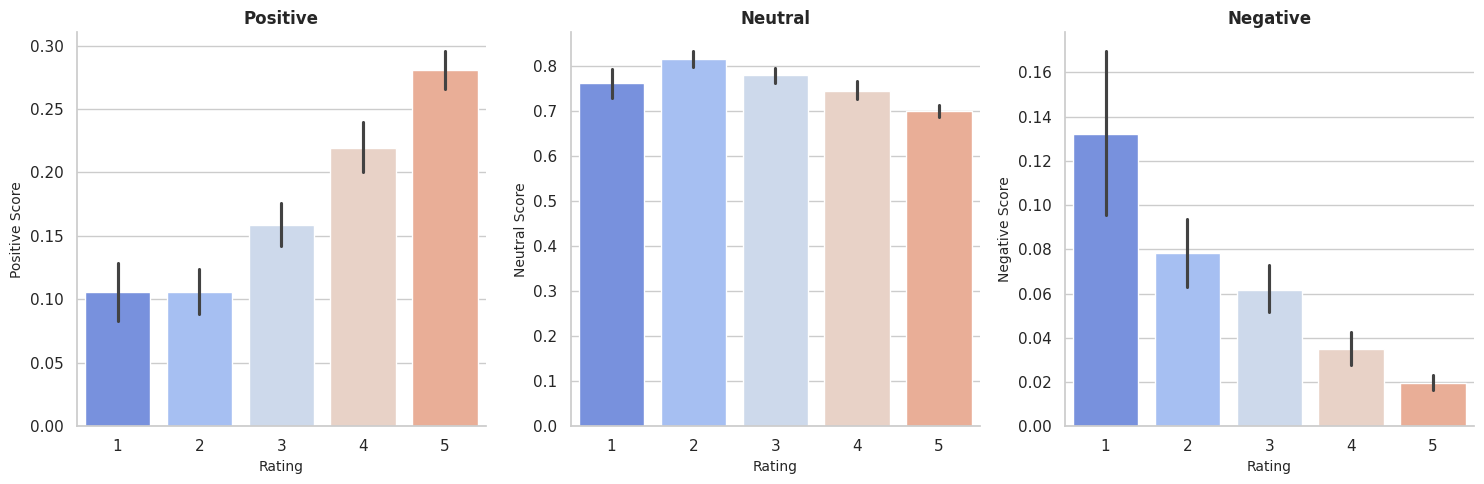 Positive
Neutral
Negative
0.30
0.25
0.20
0.15
0.10
0.05
0.00
Positive Score
1 2 3 4 5
Rating
0.8
0.7
0.6
0.5
0.4
0.3
0.2
0.1
0.0
Neutral Score
1 2 3 4 5
Rating
0.16
0.14
0.12
0.10
0.08
0.06
0.04
0.02
0.00
Negative Score
1 2 3 4 5
Rating